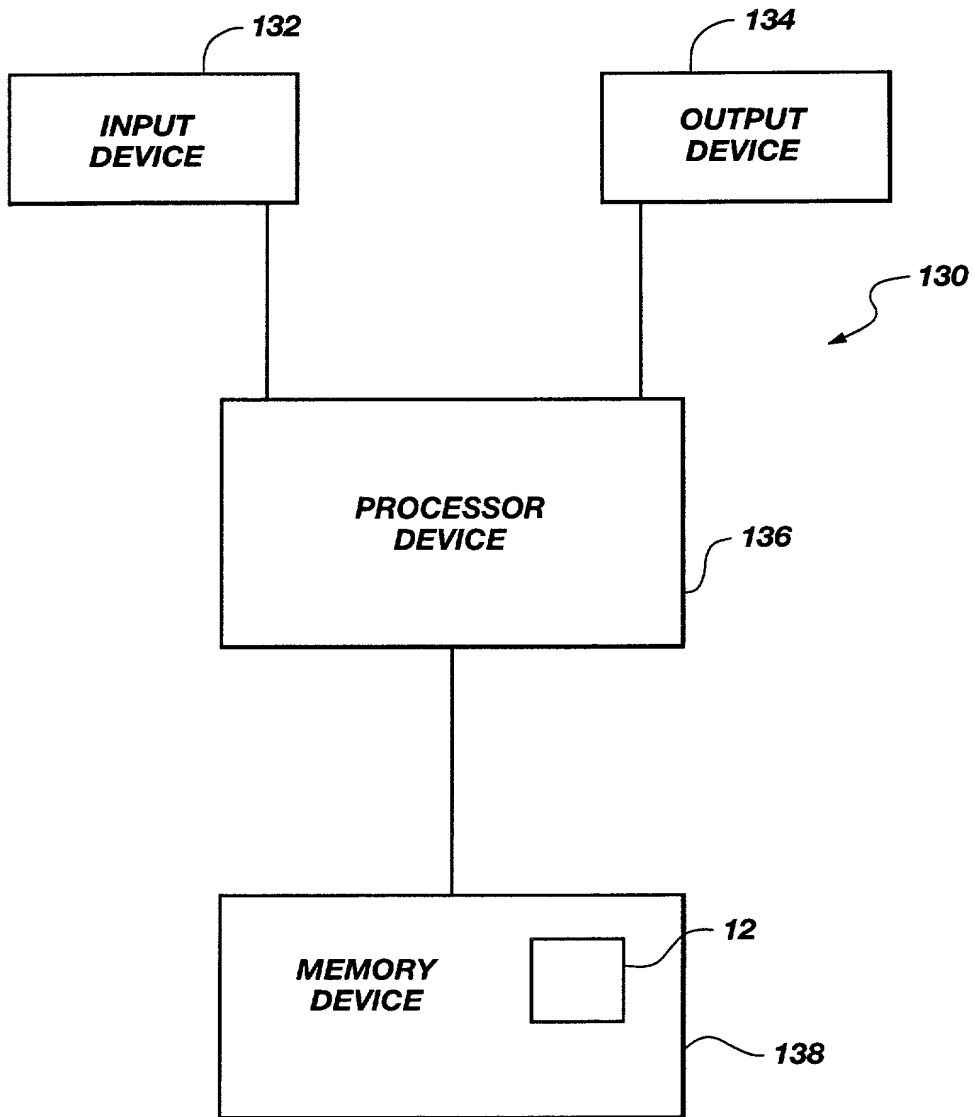 132
134
INPUT
DEVICE
OUTPUT
DEVICE
130
PROCESSOR
DEVICE
136
12
MEMORY
DEVICE
138